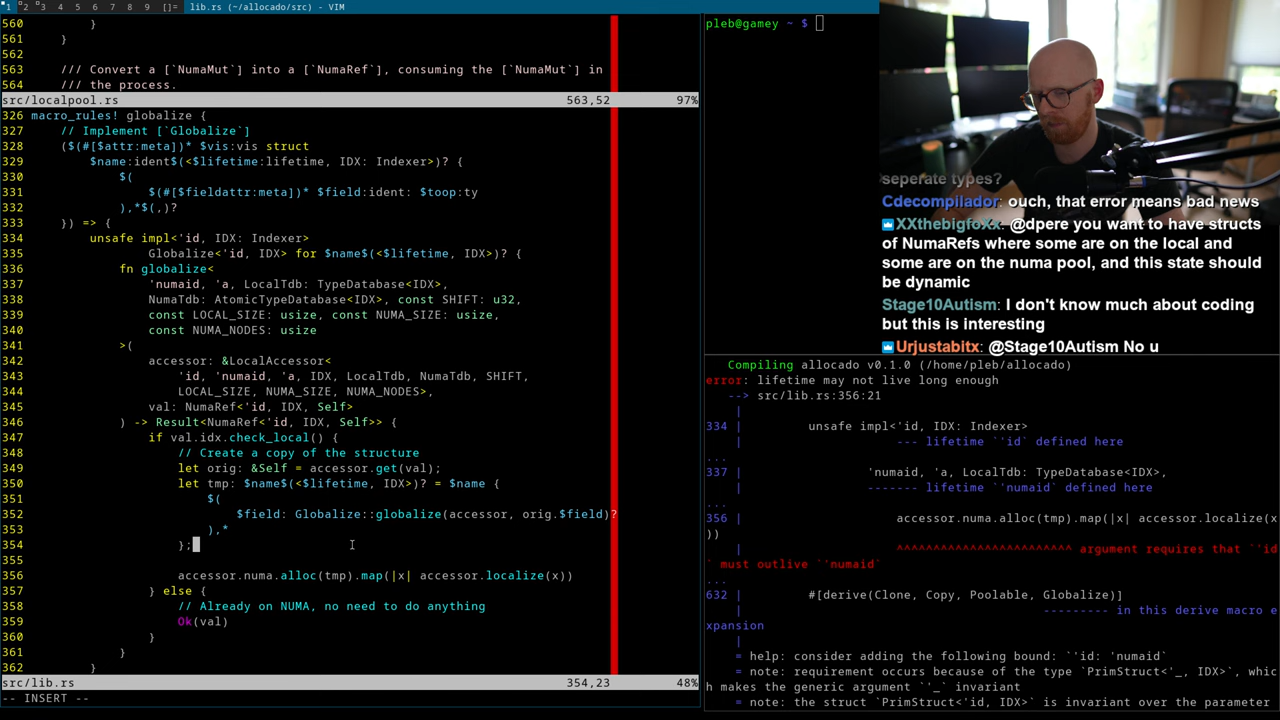 1 2 3 4 5 6 7 8 9 []= lib.rs (~/allocado/src) - VIM
560         }
561     }
562
563     /// Convert a [`NumaMut`] into a [`NumaRef`], consuming the [`NumaMut`] in
564     /// the process.
src/localpool.rs 563,52 97%
326 macro_rules! globalize {
327     // Implement [`Globalize`]
328     ($(#[$attr:meta])* $vis:vis struct
329         $name:ident$(<$lifetime:lifetime, IDX: Indexer>)? {
330             $(
331                 $(#[$fieldattr:meta])* $field:ident: $toop:ty
332             ),*$(,)?
333     }) => {
334         unsafe impl<'id, IDX: Indexer>
335                 Globalize<'id, IDX> for $name$(<$lifetime, IDX>)? {
336             fn globalize<
337                 'numaid, 'a, LocalTdb: TypeDatabase<IDX>,
338                 NumaTdb: AtomicTypeDatabase<IDX>, const SHIFT: u32,
339                 const LOCAL_SIZE: usize, const NUMA_SIZE: usize,
340                 const NUMA_NODES: usize
341             >(
342                 accessor: &LocalAccessor<
343                     'id, 'numaid, 'a, IDX, LocalTdb, NumaTdb, SHIFT,
344                     LOCAL_SIZE, NUMA_SIZE, NUMA_NODES>,
345                 val: NumaRef<'id, IDX, Self>
346             ) -> Result<NumaRef<'id, IDX, Self>> {
347                 if val.idx.check_local() {
348                     // Create a copy of the structure
349                     let orig: &Self = accessor.get(val);
350                     let tmp: $name$(<$lifetime, IDX>)? = $name {
351                         $(
352                             $field: Globalize::globalize(accessor, orig.$field)?
353                         ),*
354                     };
355
356                     accessor.numa.alloc(tmp).map(|x| accessor.localize(x))
357                 } else {
358                     // Already on NUMA, no need to do anything
359                     Ok(val)
360                 }
361             }
362         }
src/lib.rs 354,23 48%
-- INSERT --
pleb@gamey ~ $
seperate types?
Cdecompilador: ouch, that error means bad news
XXthebigfoXx: @dpere you want to have structs
of NumaRefs where some are on the local and
some are on the numa pool, and this state should
be dynamic
Stage10Autism: I don't know much about coding
but this is interesting
Urjustabitx: @Stage10Autism No u
Compiling allocado v0.1.0 (/home/pleb/allocado)
error: lifetime may not live long enough
--> src/lib.rs:356:21
|
334 |         unsafe impl<'id, IDX: Indexer>
|                     --- lifetime `'id` defined here
...
337 |                 'numaid, 'a, LocalTdb: TypeDatabase<IDX>,
|                 ------- lifetime `'numaid` defined here
...
356 |                     accessor.numa.alloc(tmp).map(|x| accessor.localize(x
))
|                     ^^^^^^^^^^^^^^^^^^^^^^^^ argument requires that `'id
` must outlive `'numaid`
...
632 |         #[derive(Clone, Copy, Poolable, Globalize)]
|                                         --------- in this derive macro e
xpansion
|
= help: consider adding the following bound: `'id: 'numaid`
= note: requirement occurs because of the type `PrimStruct<'_, IDX>`, whic
h makes the generic argument `'_` invariant
= note: the struct `PrimStruct<'id, IDX>` is invariant over the parameter